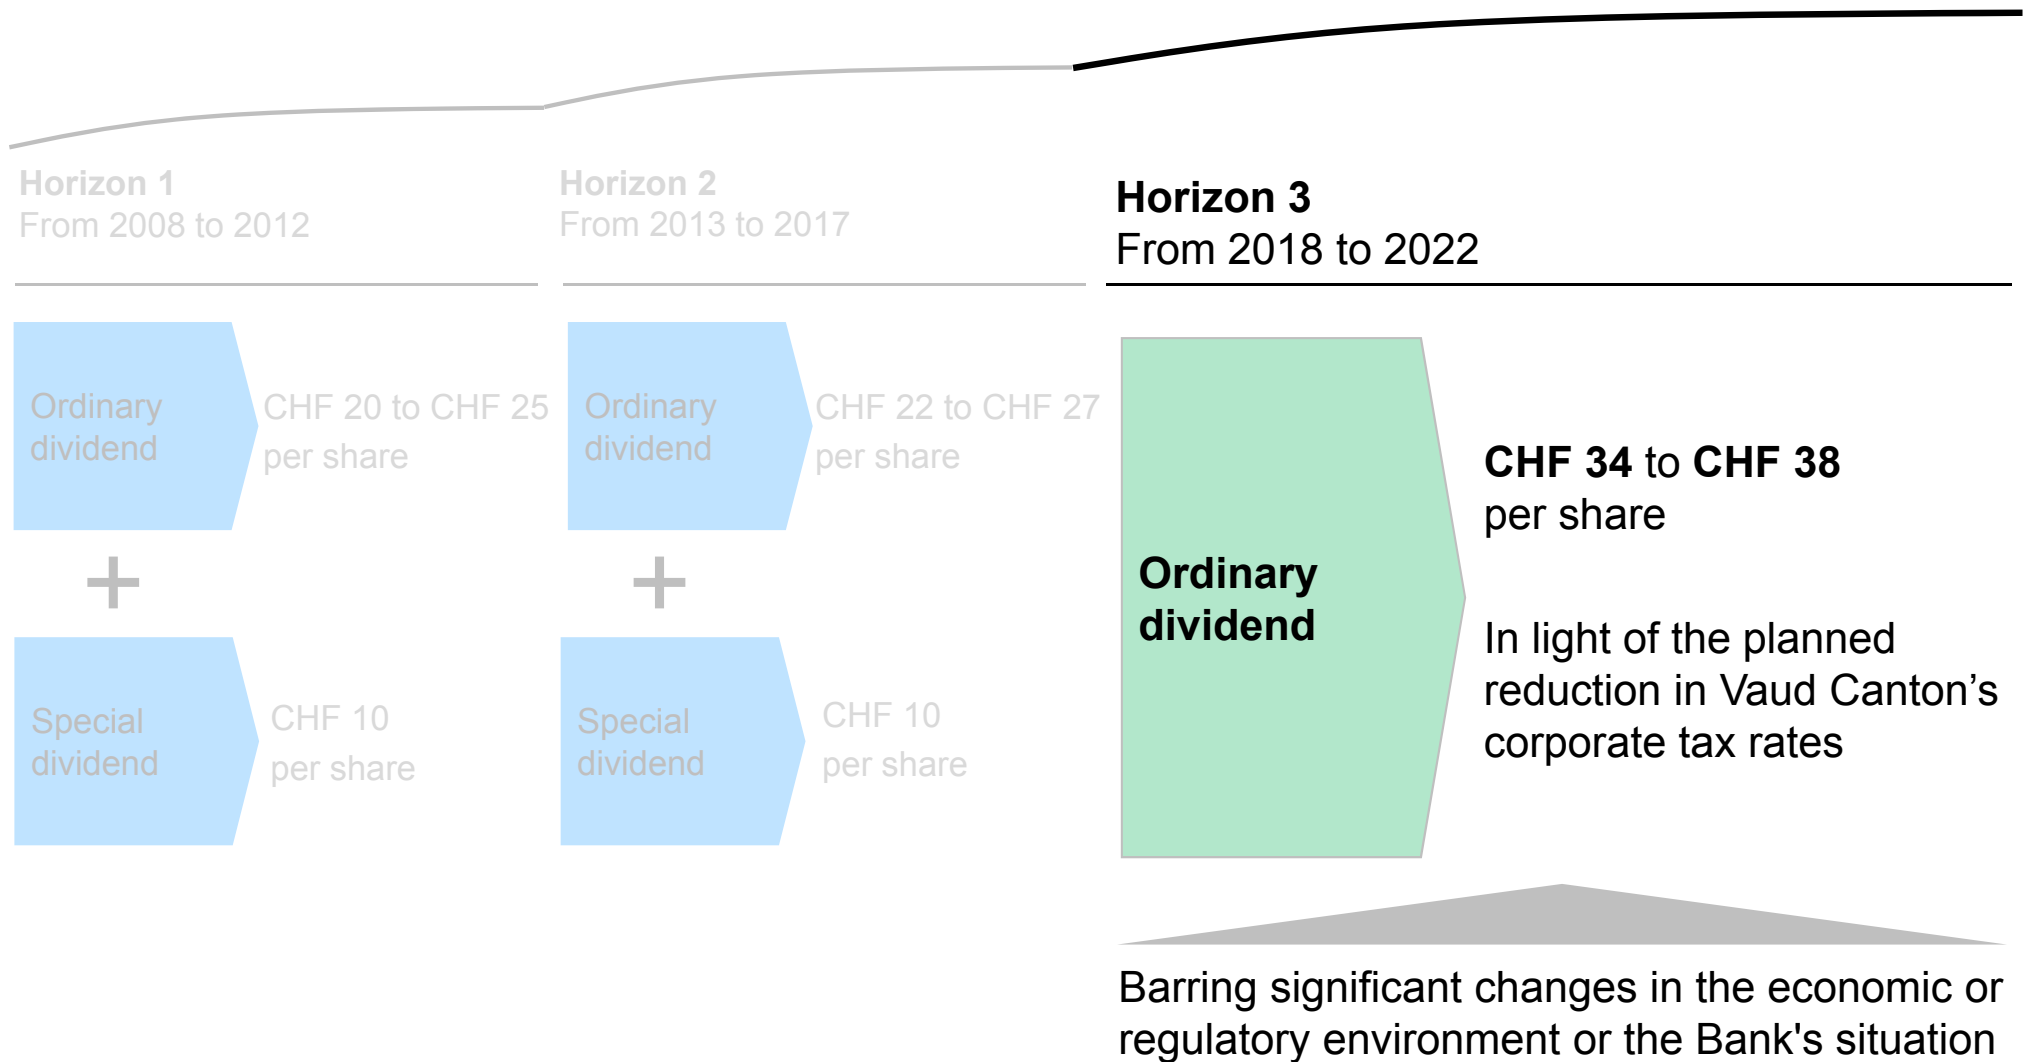 Horizon 1
From 2008 to 2012
Ordinary
dividend
CHF 20 to CHF 25
per share
+
Special
dividend
CHF 10
per share
Horizon 2
From 2013 to 2017
Ordinary
dividend
CHF 22 to CHF 27
per share
+
Special
dividend
CHF 10
per share
Horizon 3
From 2018 to 2022
Ordinary
dividend
CHF 34 to CHF 38
per share
In light of the planned
reduction in Vaud Canton’s
corporate tax rates
Barring significant changes in the economic or
regulatory environment or the Bank's situation